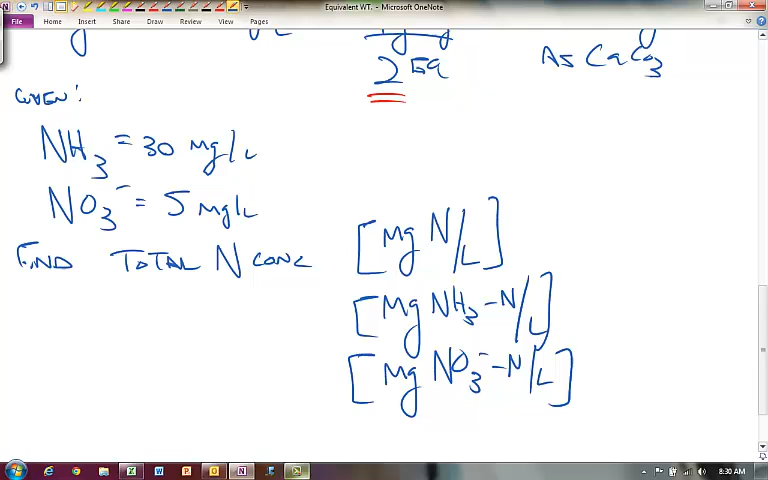 Equivalent WT. - Microsoft OneNote
File Home Insert Share Draw Review View Pages
2 Eq
As CaCO3
GIVEN:
NH3 = 30 mg/L
NO3- = 5 mg/L
FIND TOTAL N CONC [mg N/L]
[mg NH3-N/L]
[mg NO3- -N/L]
8:30 AM